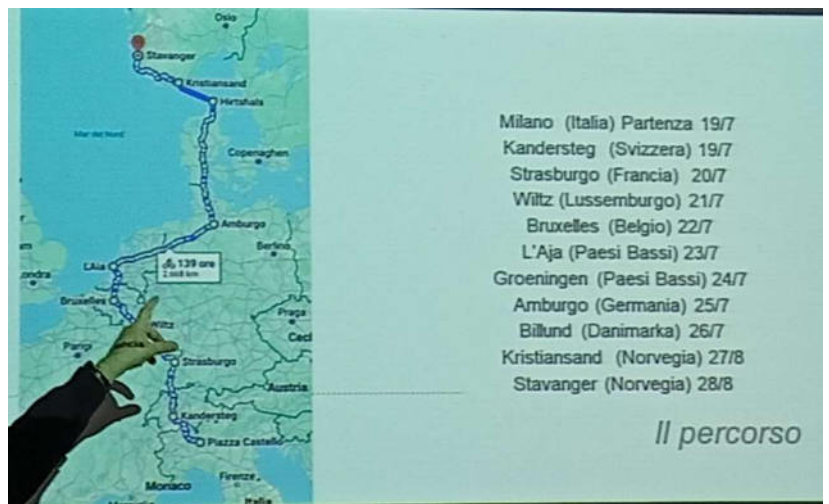 Oslo
Stavanger
Kristiansand
Hirtshals
Mar del Nord
Copenaghen
Amburgo
Berlino
139 ore
L'Aia
Londra
Bruxelles
Wiltz
Praga
Parigi
Strasburgo
Austria
Kandersteg
Piazza Castello
Monaco
Firenze
Italia
Milano (Italia) Partenza 19/7
Kandersteg (Svizzera) 19/7
Strasburgo (Francia) 20/7
Wiltz (Lussemburgo) 21/7
Bruxelles (Belgio) 22/7
L'Aja (Paesi Bassi) 23/7
Groeningen (Paesi Bassi) 24/7
Amburgo (Germania) 25/7
Billund (Danimarka) 26/7
Kristiansand (Norvegia) 27/8
Stavanger (Norvegia) 28/8
Il percorso